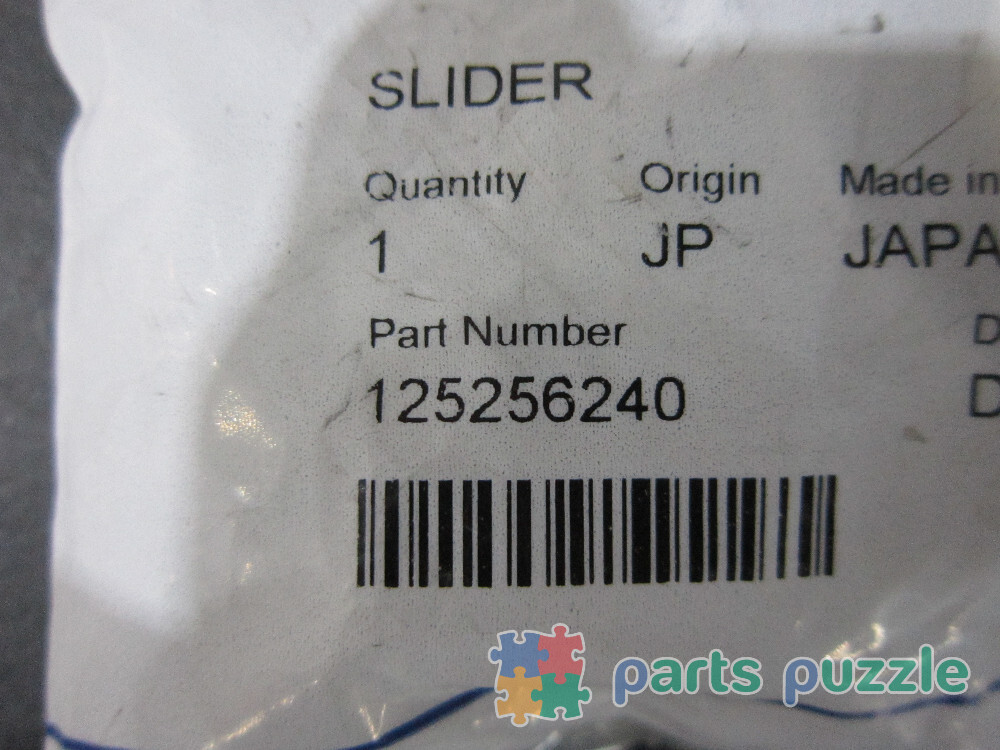 SLIDER
Quantity Origin Made in
1 JP JAPA
Part Number D
125256240 D
parts puzzle